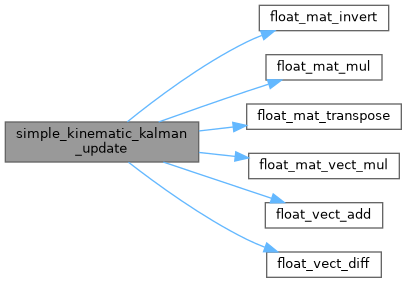 simple_kinematic_kalman
_update
float_mat_invert
float_mat_mul
float_mat_transpose
float_mat_vect_mul
float_vect_add
float_vect_diff